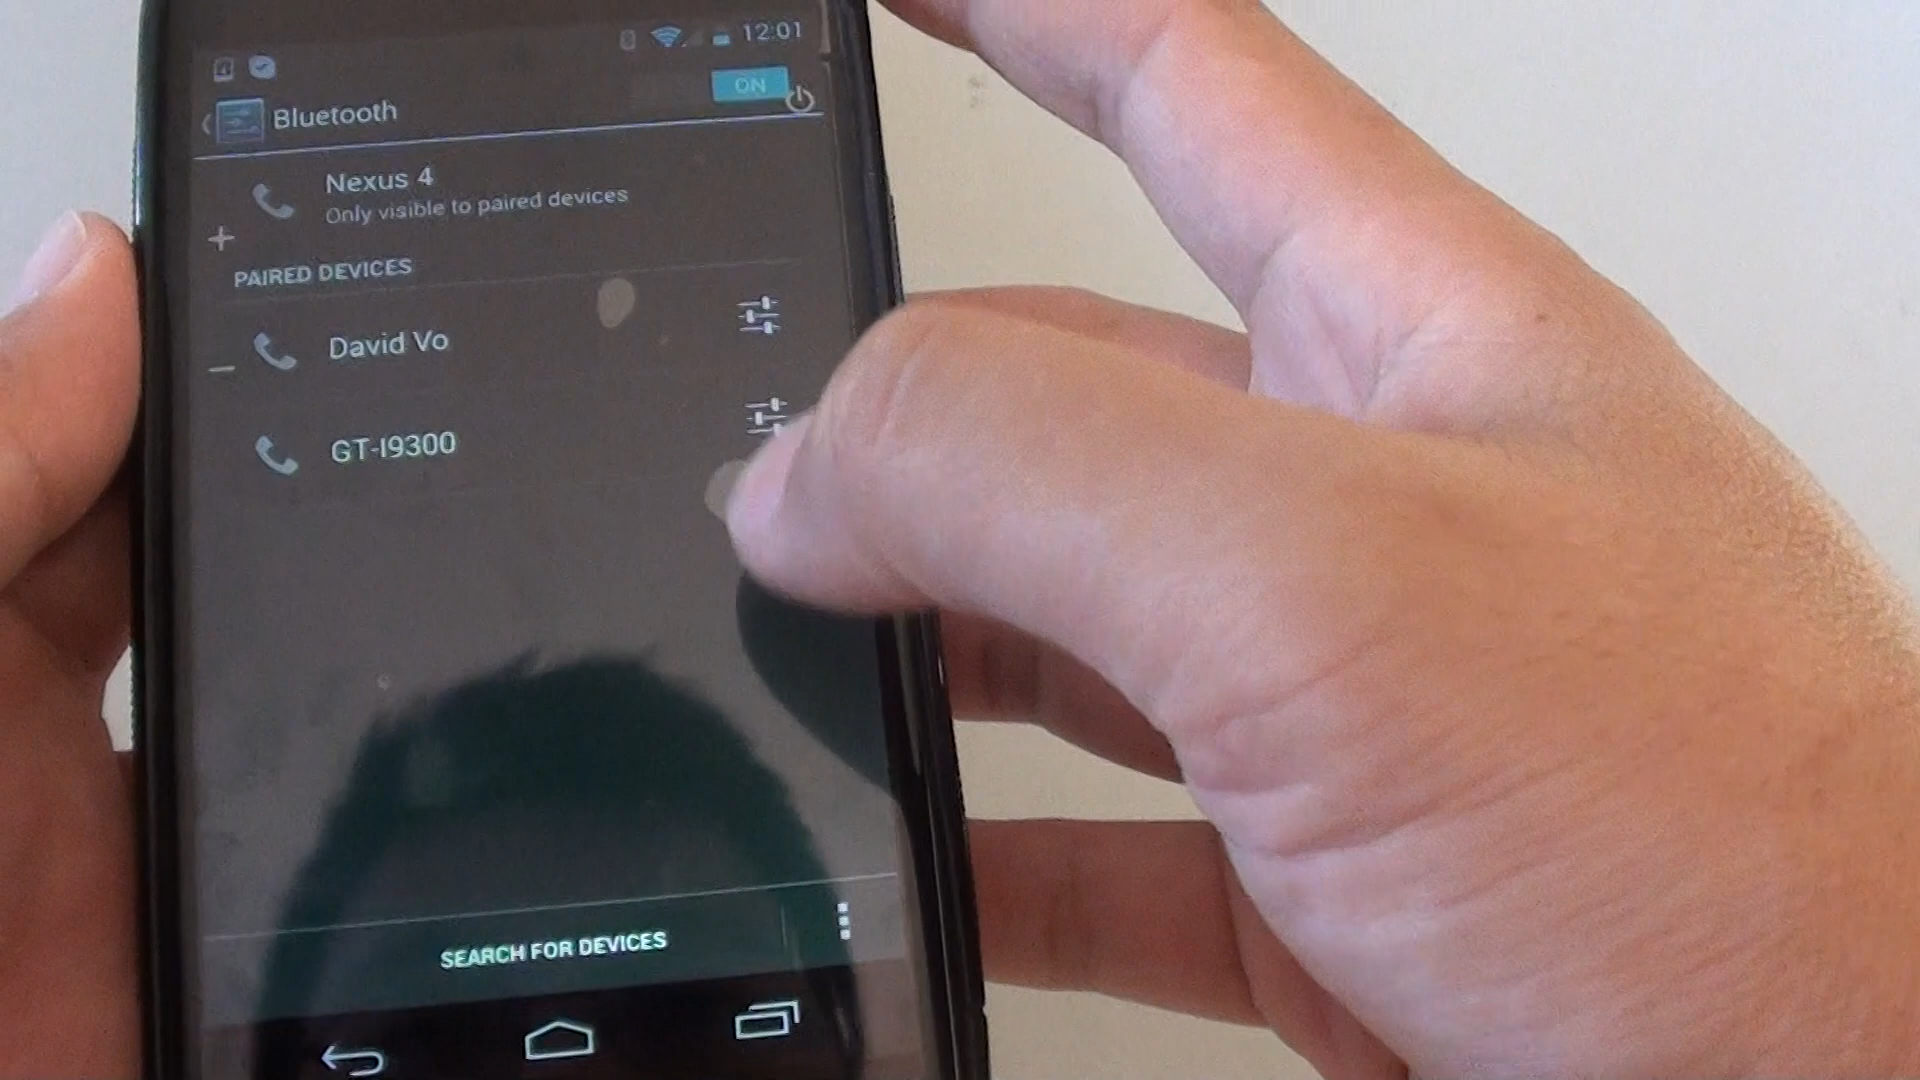 12:01
ON
Bluetooth
Nexus 4
Only visible to paired devices
PAIRED DEVICES
David Vo
GT-I9300
SEARCH FOR DEVICES